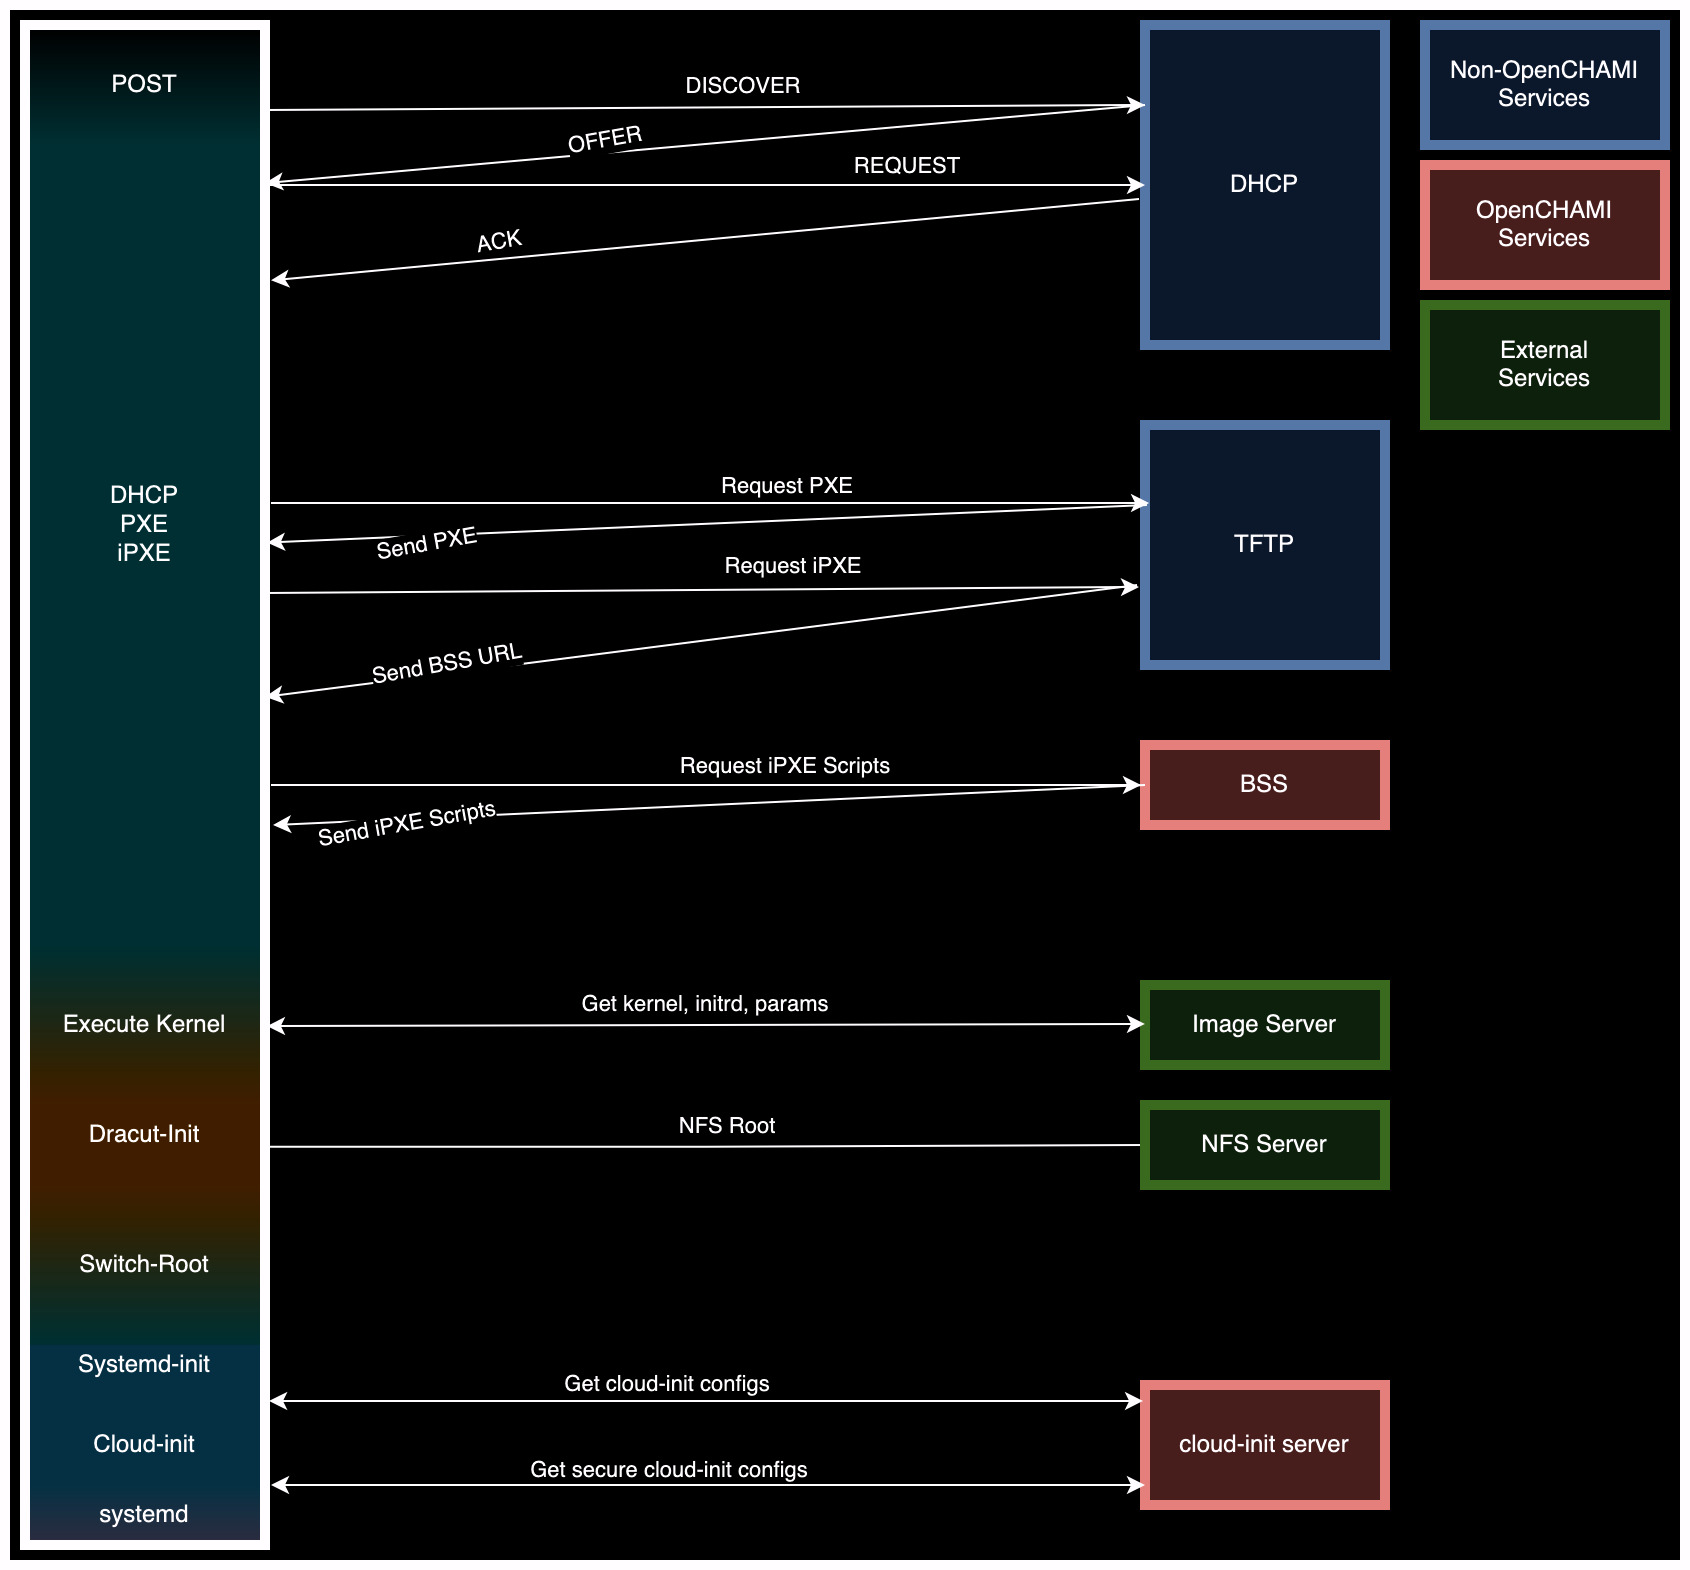 POST
DISCOVER
OFFER
REQUEST
ACK
DHCP
Non-OpenCHAMI
Services
OpenCHAMI
Services
External
Services
DHCP
PXE
iPXE
Request PXE
Send PXE
Request iPXE
Send BSS URL
TFTP
Request iPXE Scripts
Send iPXE Scripts
BSS
Execute Kernel
Get kernel, initrd, params
Image Server
Dracut-Init
NFS Root
NFS Server
Switch-Root
Systemd-init
Get cloud-init configs
Cloud-init
cloud-init server
Get secure cloud-init configs
systemd